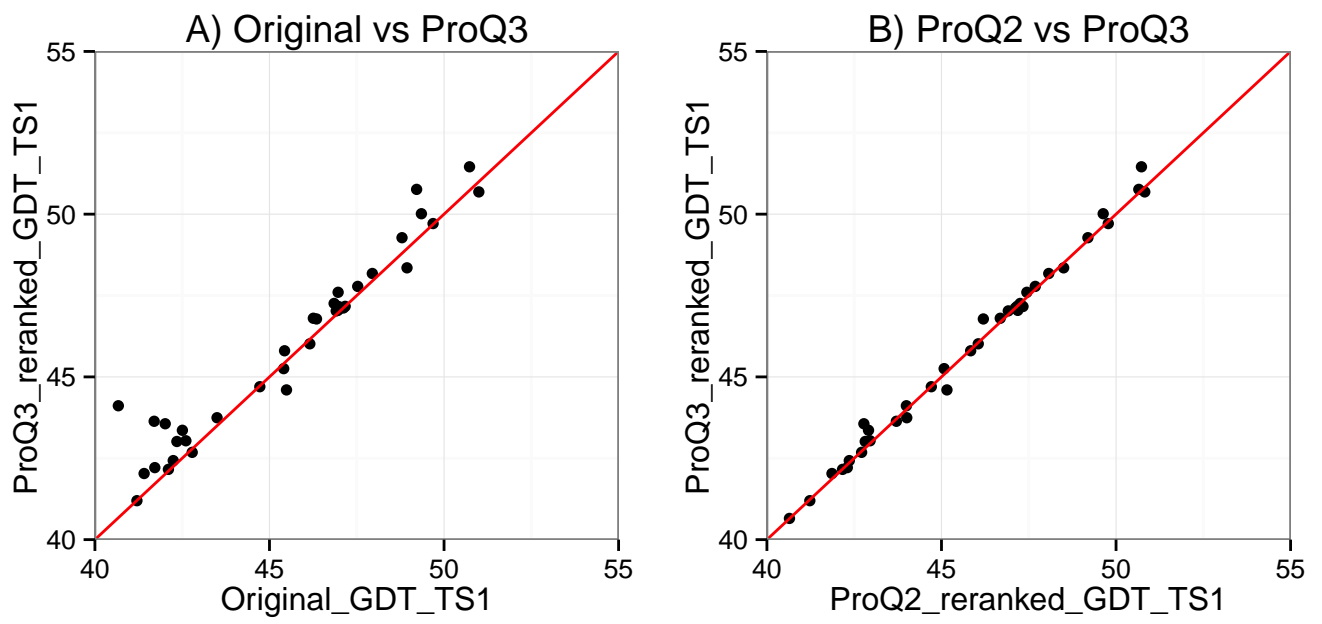 A) Original vs ProQ3
55
50
45
40
40 45 50 55
ProQ3_reranked_GDT_TS1
Original_GDT_TS1
B) ProQ2 vs ProQ3
55
50
45
40
40 45 50 55
ProQ3_reranked_GDT_TS1
ProQ2_reranked_GDT_TS1